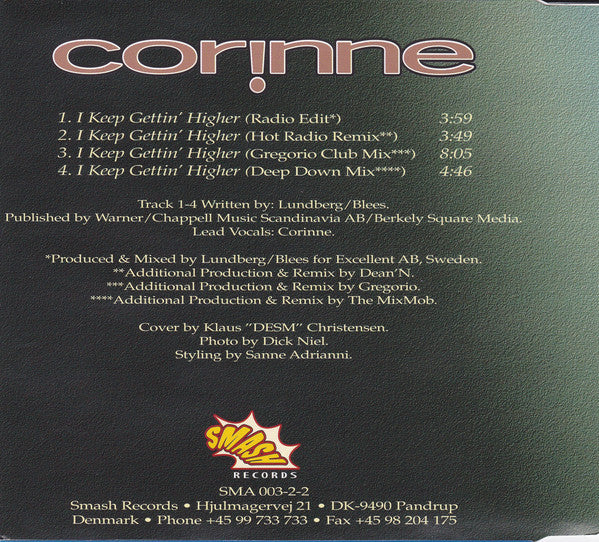 corinne
1. I Keep Gettin' Higher (Radio Edit*) 3:59
2. I Keep Gettin' Higher (Hot Radio Remix**) 3:49
3. I Keep Gettin' Higher (Gregorio Club Mix***) 8:05
4. I Keep Gettin' Higher (Deep Down Mix****) 4:46
Track 1-4 Written by: Lundberg/Blees.
Published by Warner/Chappell Music Scandinavia AB/Berkely Square Media.
Lead Vocals: Corinne.
*Produced & Mixed by Lundberg/Blees for Excellent AB, Sweden.
**Additional Production & Remix by Dean'N.
***Additional Production & Remix by Gregorio.
****Additional Production & Remix by The MixMob.
Cover by Klaus "DESM" Christensen.
Photo by Dick Niel.
Styling by Sanne Adrianni.
SMASH
RECORDS
SMA 003-2-2
Smash Records • Hjulmagervej 21 • DK-9490 Pandrup
Denmark • Phone +45 99 733 733 • Fax +45 98 204 175